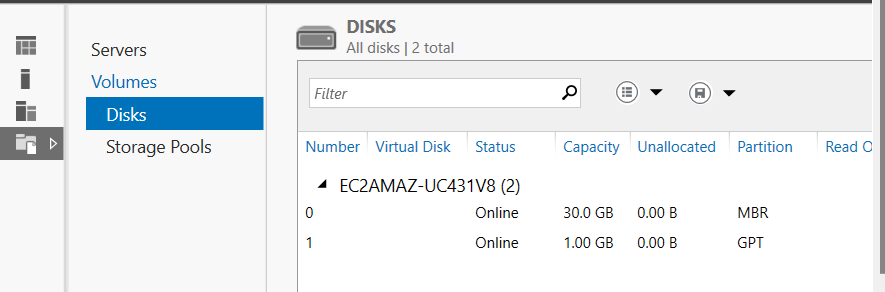 DISKS
All disks | 2 total
Servers
Volumes
Disks
Storage Pools
Filter
Number Virtual Disk Status Capacity Unallocated Partition Read O
EC2AMAZ-UC431V8 (2)
0 Online 30.0 GB 0.00 B MBR
1 Online 1.00 GB 0.00 B GPT